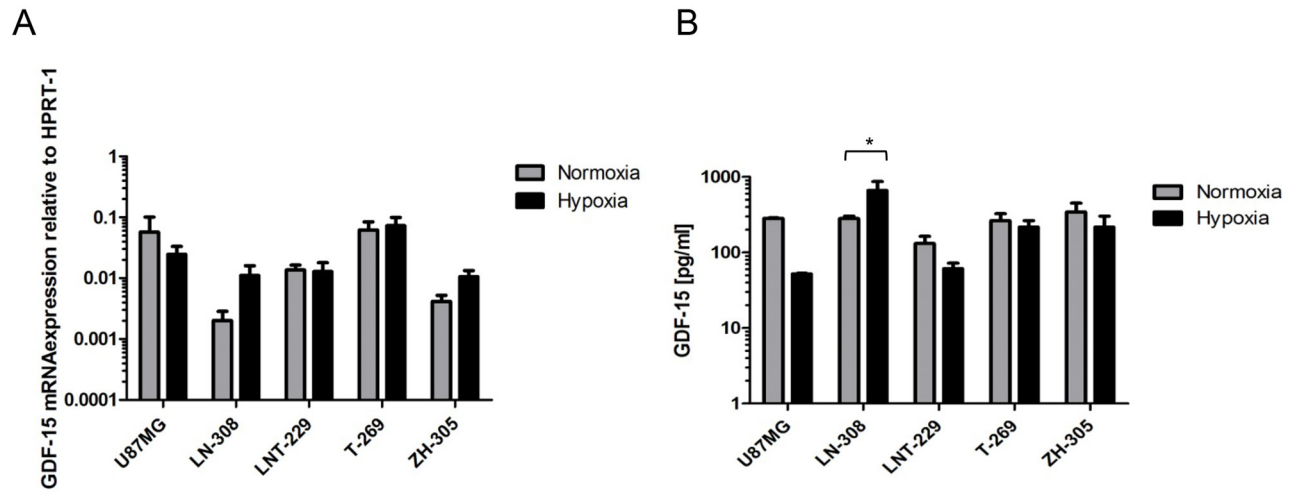 A
GDF-15 mRNAexpression relative to HPRT-1
1
0.1
0.01
0.001
0.0001
U87MG
LN-308
LNT-229
T-269
ZH-305
Normoxia
Hypoxia
B
GDF-15 [pg/ml]
1000
100
10
1
*
U87MG
LN-308
LNT-229
T-269
ZH-305
Normoxia
Hypoxia